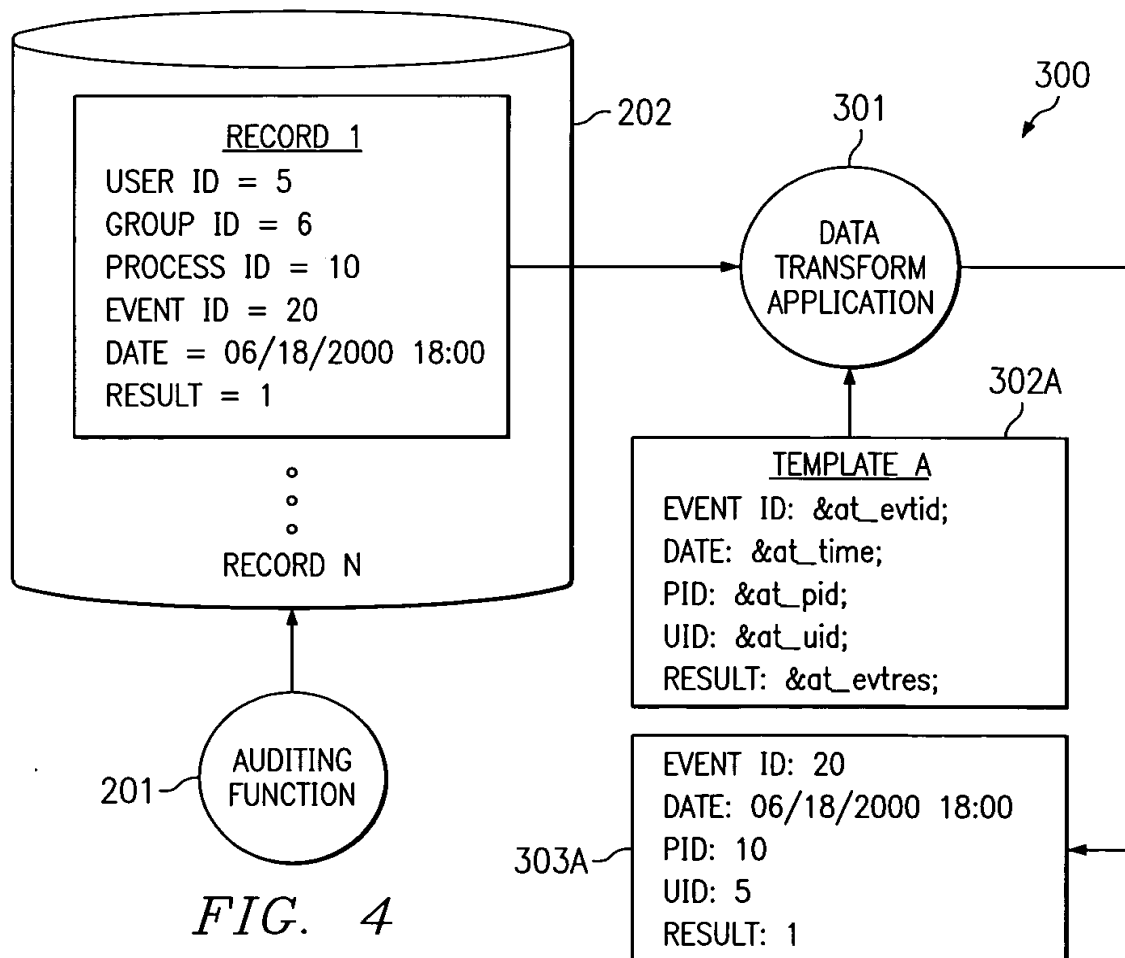 RECORD 1
USER ID = 5
GROUP ID = 6
PROCESS ID = 10
EVENT ID = 20
DATE = 06/18/2000 18:00
RESULT = 1
RECORD N
202
301
300
DATA
TRANSFORM
APPLICATION
302A
TEMPLATE A
EVENT ID: &at_evtid;
DATE: &at_time;
PID: &at_pid;
UID: &at_uid;
RESULT: &at_evtres;
201
AUDITING
FUNCTION
303A
EVENT ID: 20
DATE: 06/18/2000 18:00
PID: 10
UID: 5
RESULT: 1
FIG. 4